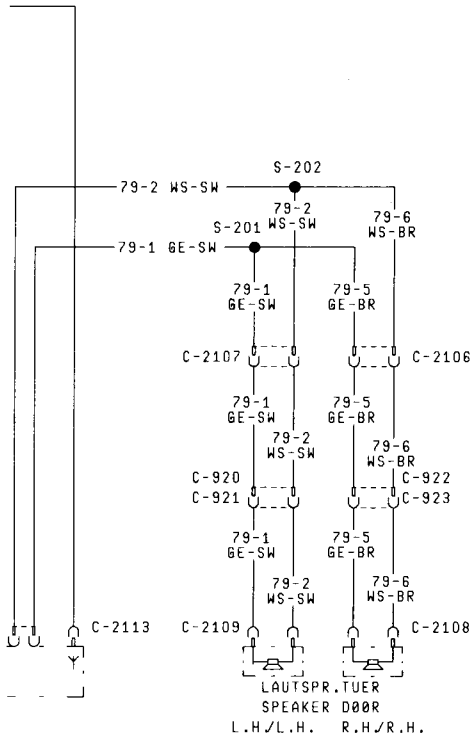 S-202
79-2 WS-SW
79-2
WS-SW
79-6
WS-BR
S-201
79-1 GE-SW
79-1
GE-SW
79-5
GE-BR
C-2107
C-2106
79-1
GE-SW
79-5
GE-BR
79-2
WS-SW
79-6
WS-BR
C-920
C-922
C-921
C-923
79-1
GE-SW
79-5
GE-BR
79-2
WS-SW
79-6
WS-BR
C-2113
C-2109
C-2108
LAUTSPR.TUER
SPEAKER D00R
L.H/L.H. R.H/R.H.